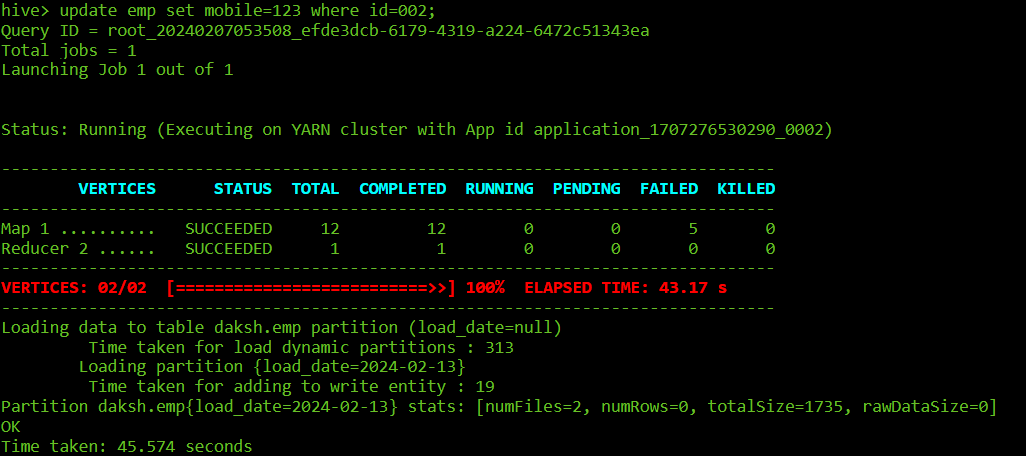 hive> update emp set mobile=123 where id=002;
Query ID = root_20240207053508_efde3dcb-6179-4319-a224-6472c51343ea
Total jobs = 1
Launching Job 1 out of 1
Status: Running (Executing on YARN cluster with App id application_1707276530290_0002)
--------------------------------------------------------------------------------
VERTICES STATUS TOTAL COMPLETED RUNNING PENDING FAILED KILLED
--------------------------------------------------------------------------------
Map 1 .......... SUCCEEDED 12 12 0 0 5 0
Reducer 2 ...... SUCCEEDED 1 1 0 0 0 0
--------------------------------------------------------------------------------
VERTICES: 02/02 [==========================>>] 100% ELAPSED TIME: 43.17 s
--------------------------------------------------------------------------------
Loading data to table daksh.emp partition (load_date=null)
Time taken for load dynamic partitions : 313
Loading partition {load_date=2024-02-13}
Time taken for adding to write entity : 19
Partition daksh.emp{load_date=2024-02-13} stats: [numFiles=2, numRows=0, totalSize=1735, rawDataSize=0]
OK
Time taken: 45.574 seconds